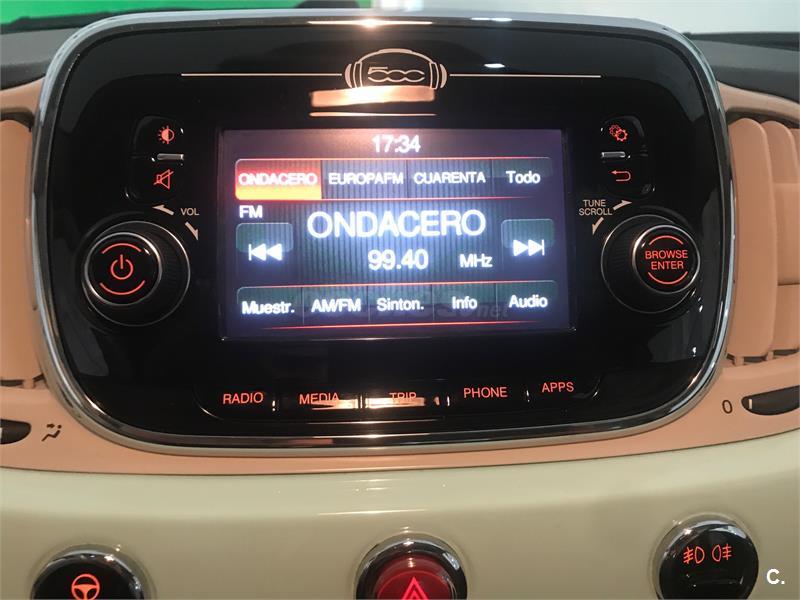 500
17:34
ONDACERO EUROPAFM CUARENTA Todo
FM
ONDACERO
99.40 MHz
Muestr. AM/FM Sinton. Info Audio
VOL
TUNE
SCROLL
BROWSE
ENTER
RADIO MEDIA TRIP PHONE APPS
0
C.